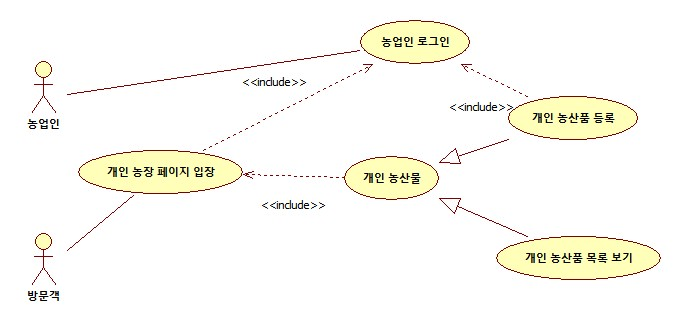 농업인 로그인
<<include>>
<<include>>
농업인
개인 농산품 등록
개인 농장 페이지 입장
개인 농산물
<<include>>
개인 농산품 목록 보기
방문객